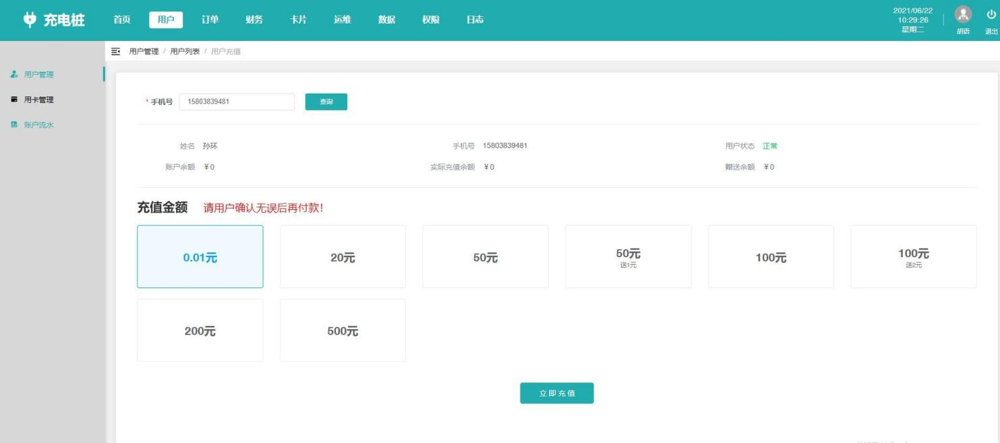 充电桩 首页 用户 订单 财务 卡片 运维 数据 权限 日志
2021/06/22
10:29:26
星期二
胡语 退出
用户管理 / 用户列表 / 用户充值
用户管理
用卡管理
账户流水
* 手机号 15803839481 查询
姓名 孙环 手机号 15803839481 用户状态 正常
账户余额 ¥0 实际充值余额 ¥0 赠送余额 ¥0
充值金额 请用户确认无误后再付款!
0.01元 20元 50元 50元 100元 100元
送1元 送2元
200元 500元
立即充值